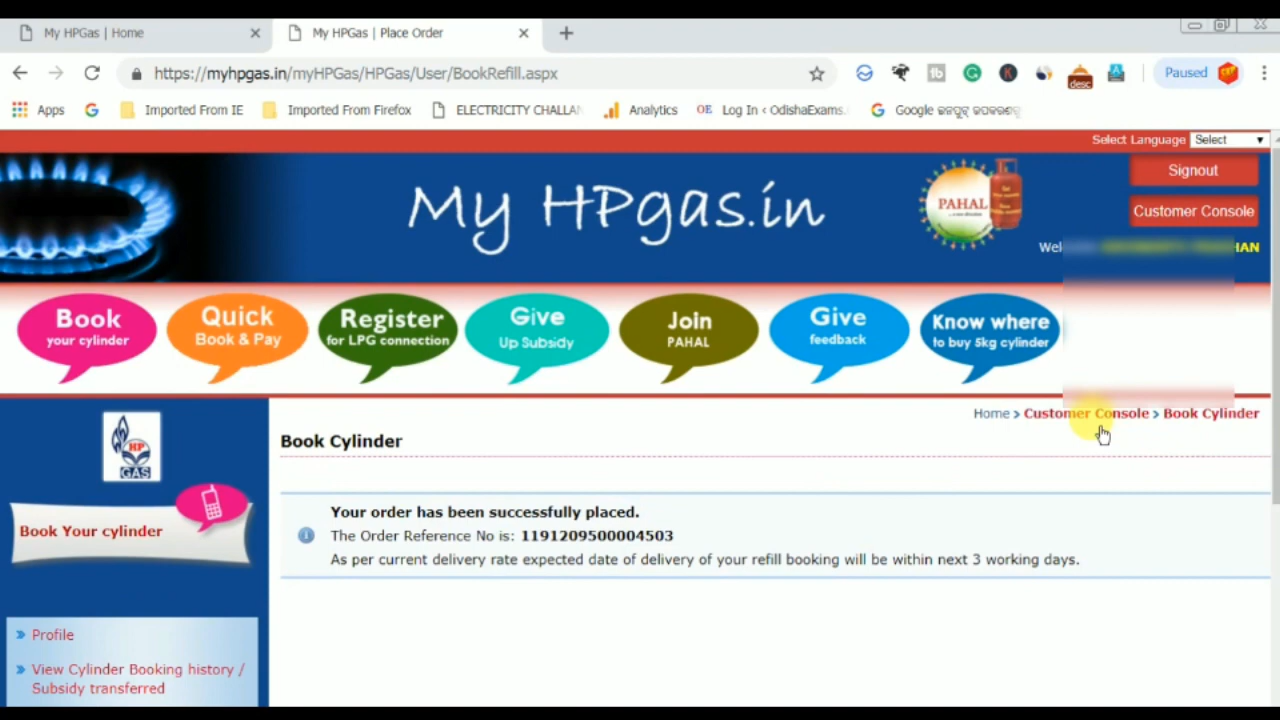 My HPGas | Home
My HPGas | Place Order
https://myhpgas.in/myHPGas/HPGas/User/BookRefill.aspx
desc
Paused
Apps
Imported From IE
Imported From Firefox
ELECTRICITY CHALLAN
Analytics
OE Log In < OdishaExams.
Google ଇନପୁଟ୍ ଉପକରଣଗୁ
Select Language Select
My HPgas.in
PAHAL
Signout
Customer Console
Wel
HAN
Book
your cylinder
Quick
Book & Pay
Register
for LPG connection
Give
Up Subsidy
Join
PAHAL
Give
feedback
Know where
to buy 5kg cylinder
Home > Customer Console > Book Cylinder
HP
GAS
Book Cylinder
Book Your cylinder
Your order has been successfully placed.
The Order Reference No is: 1191209500004503
As per current delivery rate expected date of delivery of your refill booking will be within next 3 working days.
Profile
View Cylinder Booking history /
Subsidy transferred